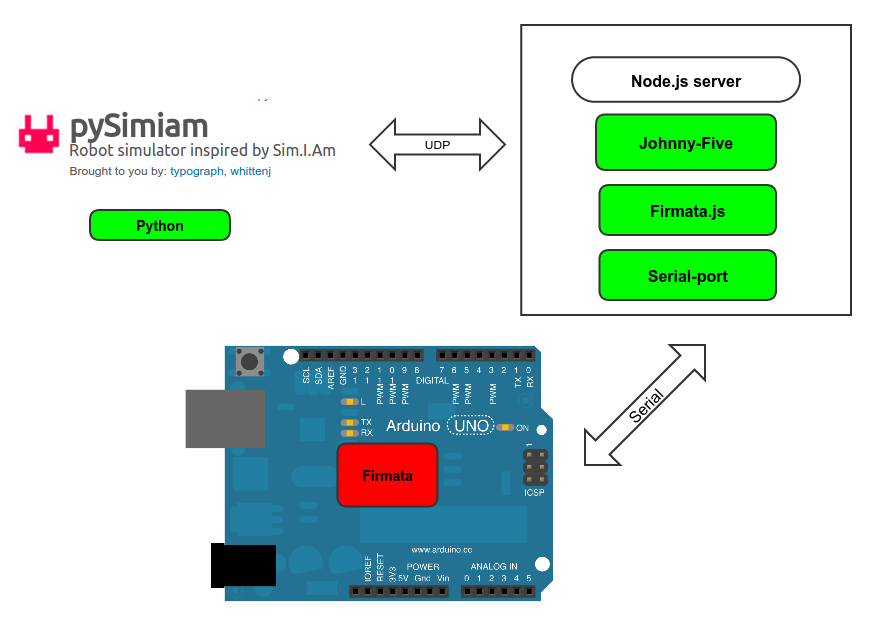 pySimiam
Robot simulator inspired by Sim.I.Am
Brought to you by: typograph, whittenj
Python
UDP
Node.js server
Johnny-Five
Firmata.js
Serial-port
Serial
SCL
SDA
AREF
GND
13
12
PWM 11
PWM 10
PWM 9
8
DIGITAL
7
PWM 6
PWM 5
4
PWM 3
2
TX 1
RX 0
L
TX
RX
Arduino UNO
ON
1
ICSP
Firmata
www.arduino.cc
IOREF
RESET
3V3
5V Gnd Vin
POWER
ANALOG IN
0 1 2 3 4 5